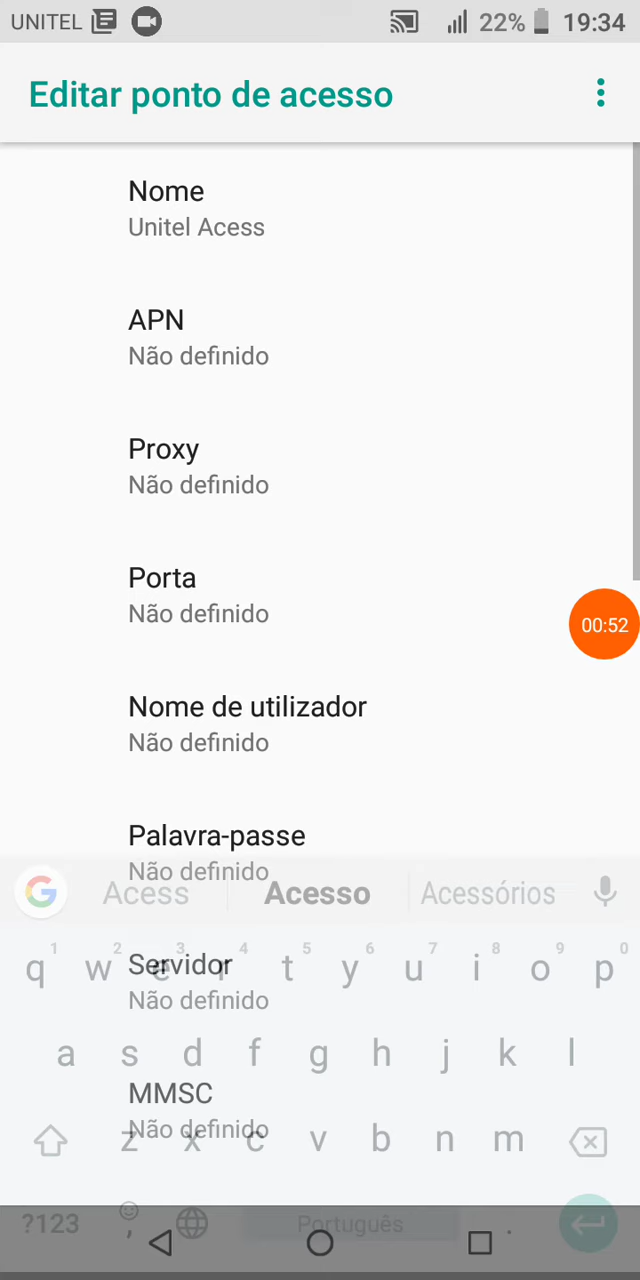 UNITEL 22% 19:34
Editar ponto de acesso
Nome
Unitel Acess
APN
Não definido
Proxy
Não definido
Porta
Não definido
00:52
Nome de utilizador
Não definido
Palavra-passe
Não definido
Acess Acesso Acessórios
1 2 3 4 5 6 7 8 9 0
q w e r t y u i o p
Servidor
Não definido
a s d f g h j k l
MMSC
Não definido
z x c v b n m
?123 , Português .